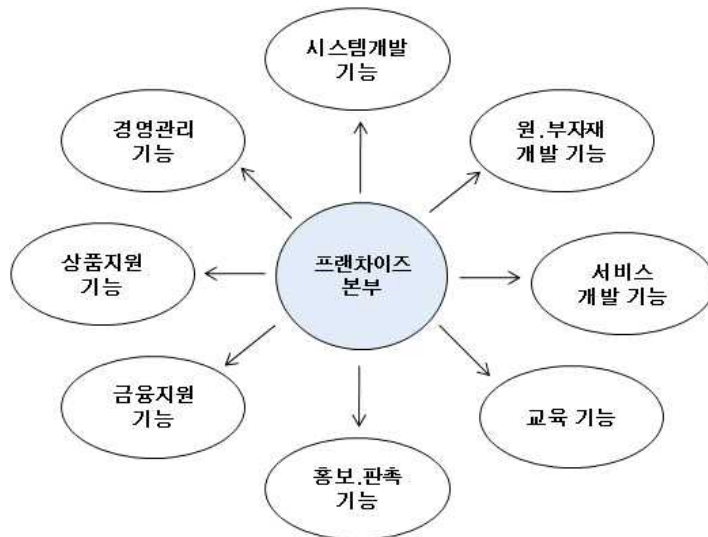 시스템개발
기능
경영관리
기능
원.부자재
개발 기능
상품지원
기능
프랜차이즈
본부
서비스
개발 기능
금융지원
기능
교육 기능
홍보.판촉
기능